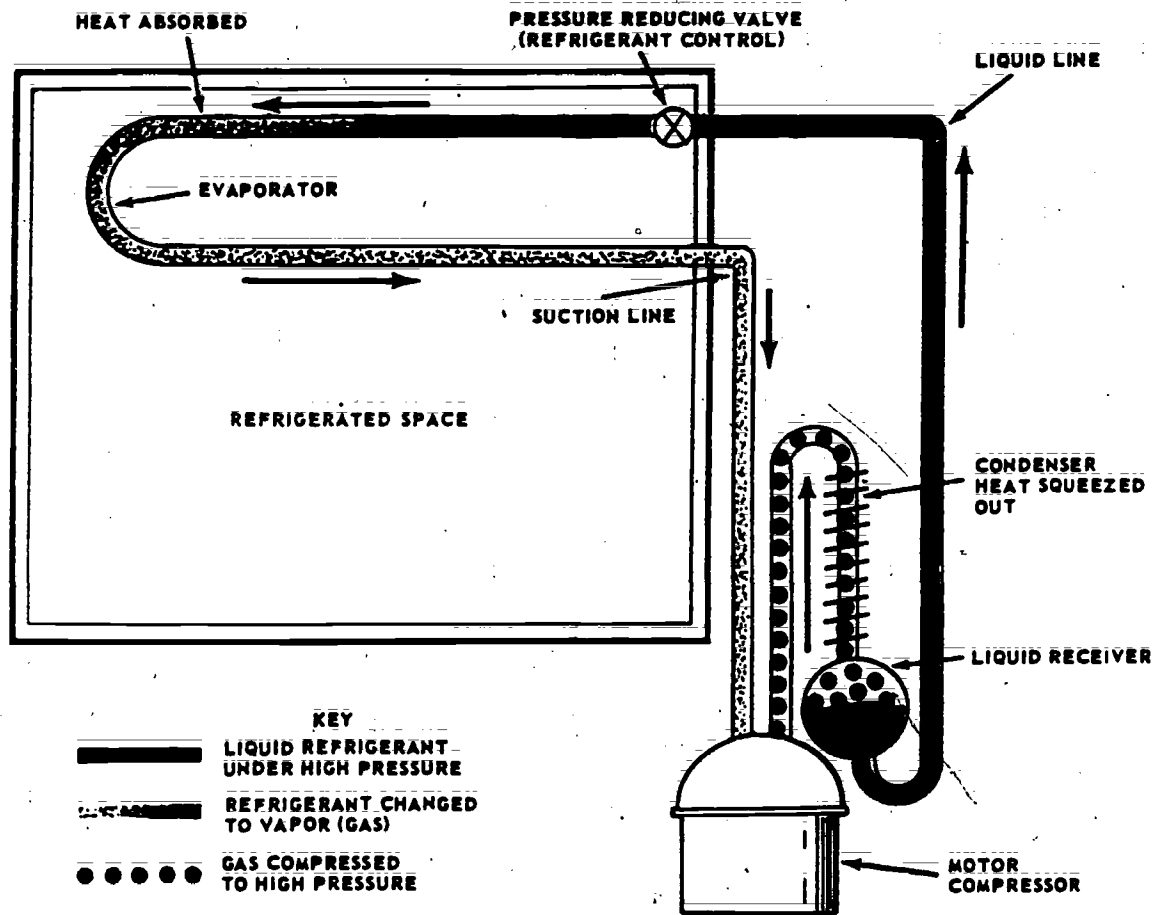 HEAT ABSORBED
PRESSURE REDUCING VALVE
(REFRIGERANT CONTROL)
LIQUID LINE
EVAPORATOR
SUCTION LINE
REFRIGERATED SPACE
CONDENSER
HEAT SQUEEZED
OUT
LIQUID RECEIVER
KEY
LIQUID REFRIGERANT
UNDER HIGH PRESSURE
REFRIGERANT CHANGED
TO VAPOR (GAS)
GAS COMPRESSED
TO HIGH PRESSURE
MOTOR
COMPRESSOR